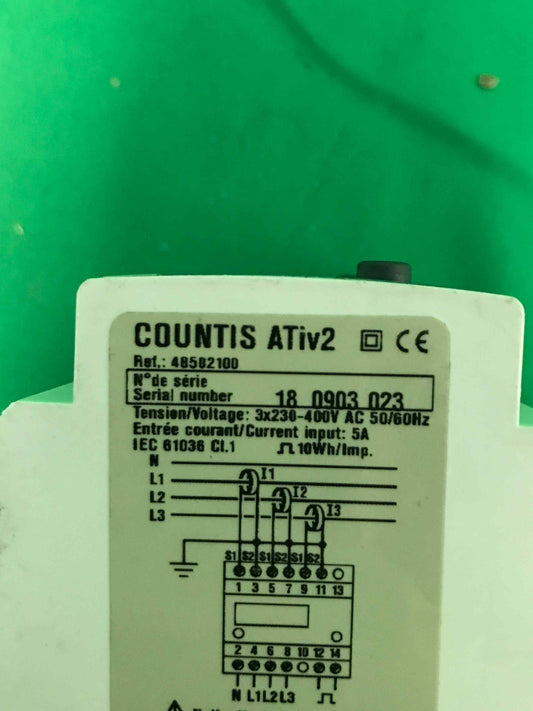 COUNTIS ATiv2 CE
Réf.: 48502100
N° de série
Serial number 18 0903 023
Tension/Voltage: 3x230-400V AC 50/60Hz
Entrée courant/Current input: 5A
IEC 61036 Cl.1 10Wh/Imp.
N
L1 I1
L2 I2
L3 I3
S1 S2 S1 S2 S1 S2
1 3 5 7 9 11 13
2 4 6 8 10 12 14
N L1 L2 L3